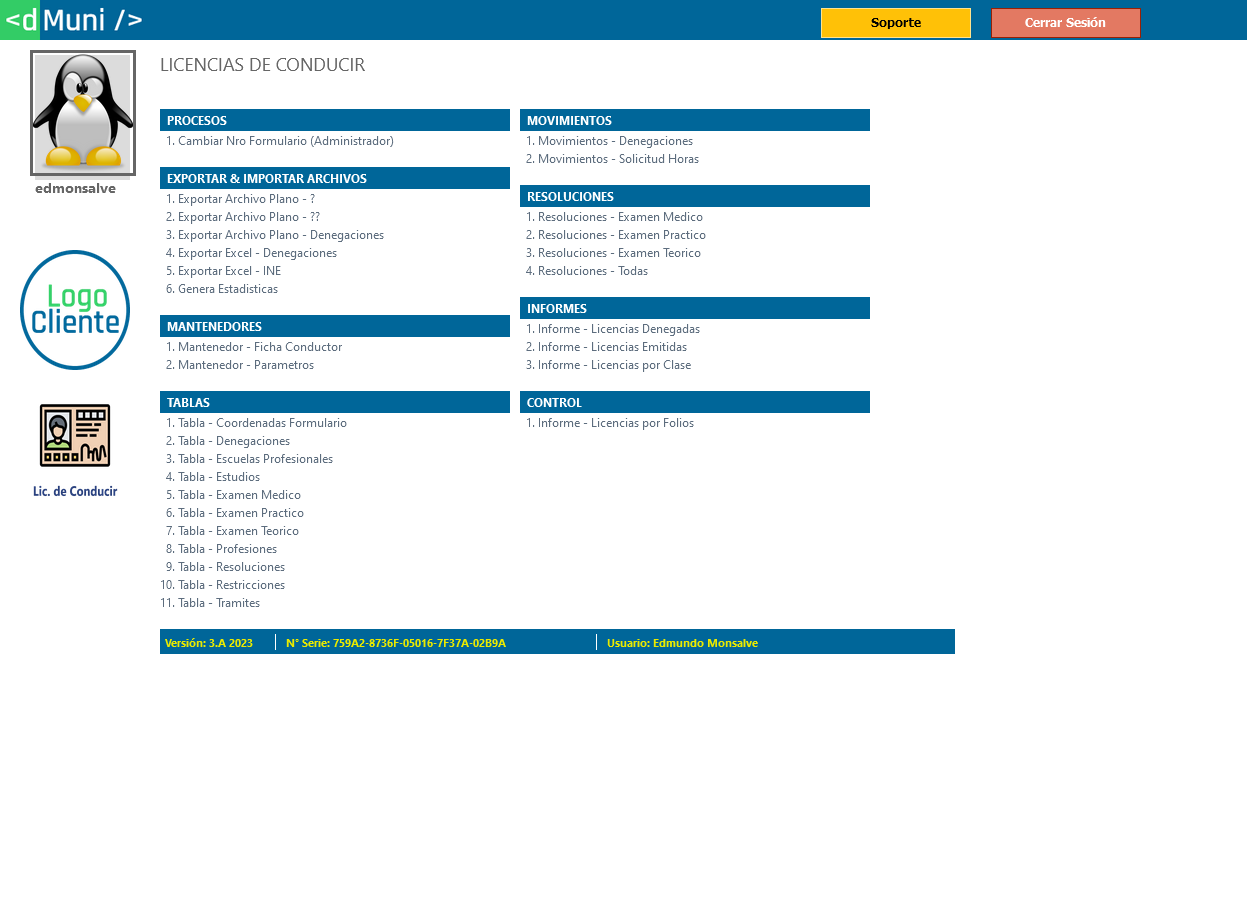 <d Muni />
Soporte
Cerrar Sesión
edmonsalve
Logo
Cliente
Lic. de Conducir
LICENCIAS DE CONDUCIR
PROCESOS
1. Cambiar Nro Formulario (Administrador)
EXPORTAR & IMPORTAR ARCHIVOS
1. Exportar Archivo Plano - ?
2. Exportar Archivo Plano - ??
3. Exportar Archivo Plano - Denegaciones
4. Exportar Excel - Denegaciones
5. Exportar Excel - INE
6. Genera Estadisticas
MANTENEDORES
1. Mantenedor - Ficha Conductor
2. Mantenedor - Parametros
TABLAS
1. Tabla - Coordenadas Formulario
2. Tabla - Denegaciones
3. Tabla - Escuelas Profesionales
4. Tabla - Estudios
5. Tabla - Examen Medico
6. Tabla - Examen Practico
7. Tabla - Examen Teorico
8. Tabla - Profesiones
9. Tabla - Resoluciones
10. Tabla - Restricciones
11. Tabla - Tramites
MOVIMIENTOS
1. Movimientos - Denegaciones
2. Movimientos - Solicitud Horas
RESOLUCIONES
1. Resoluciones - Examen Medico
2. Resoluciones - Examen Practico
3. Resoluciones - Examen Teorico
4. Resoluciones - Todas
INFORMES
1. Informe - Licencias Denegadas
2. Informe - Licencias Emitidas
3. Informe - Licencias por Clase
CONTROL
1. Informe - Licencias por Folios
Versión: 3.A 2023
N° Serie: 759A2-8736F-05016-7F37A-02B9A
Usuario: Edmundo Monsalve